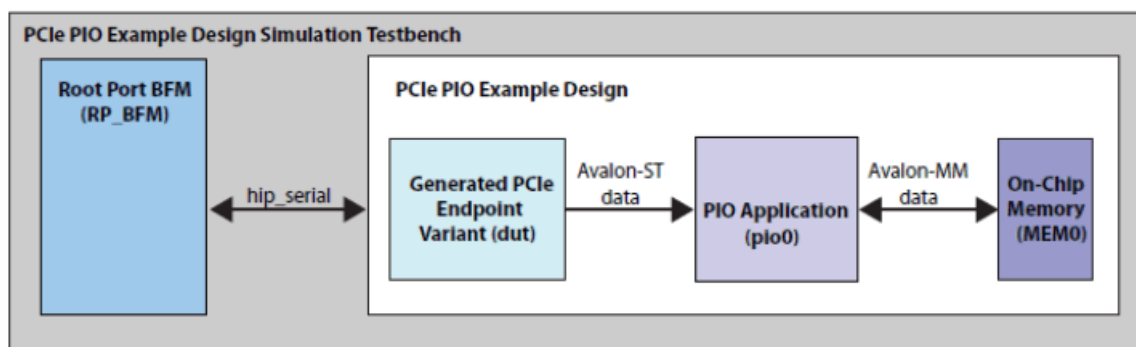 PCIe PIO Example Design Simulation Testbench
Root Port BFM
(RP_BFM)
hip_serial
PCIe PIO Example Design
Generated PCIe
Endpoint
Variant (dut)
Avalon-ST
data
PIO Application
(pio0)
Avalon-MM
data
On-Chip
Memory
(MEM0)